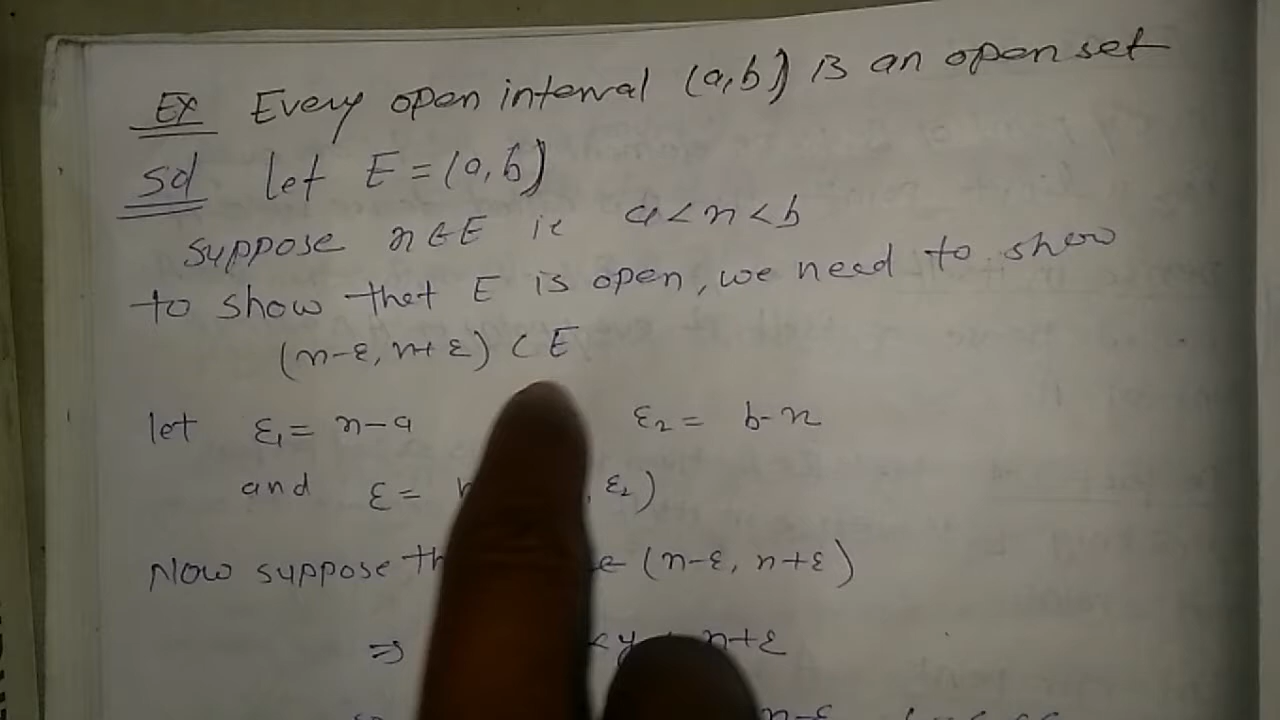 Ex Every open interval (a,b) is an open set
Sol let E = (a,b)
suppose x ∈ E ie a < x < b
to show that E is open, we need to show
(x-ε, x+ε) ⊂ E
let ε₁ = x-a ε₂ = b-x
and ε = ε₂)
Now suppose (x-ε, x+ε)
⇒ < y x+ε
x-ε